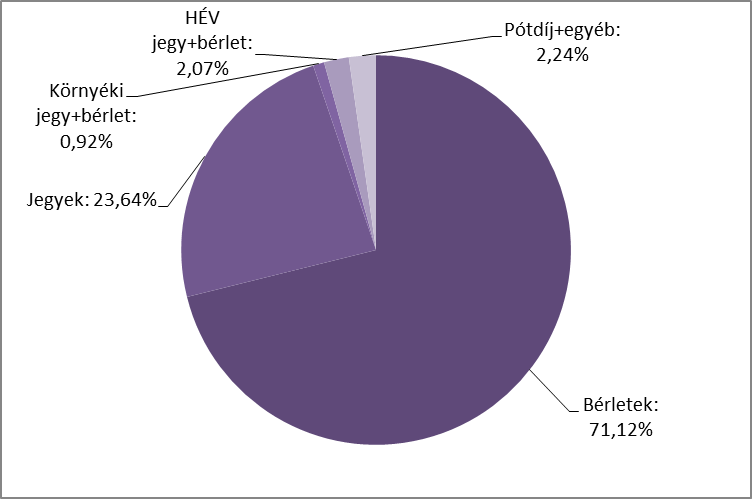 HÉV
jegy+bérlet:
2,07%
Pótdíj+egyéb:
2,24%
Környéki
jegy+bérlet:
0,92%
Jegyek: 23,64%
Bérletek:
71,12%